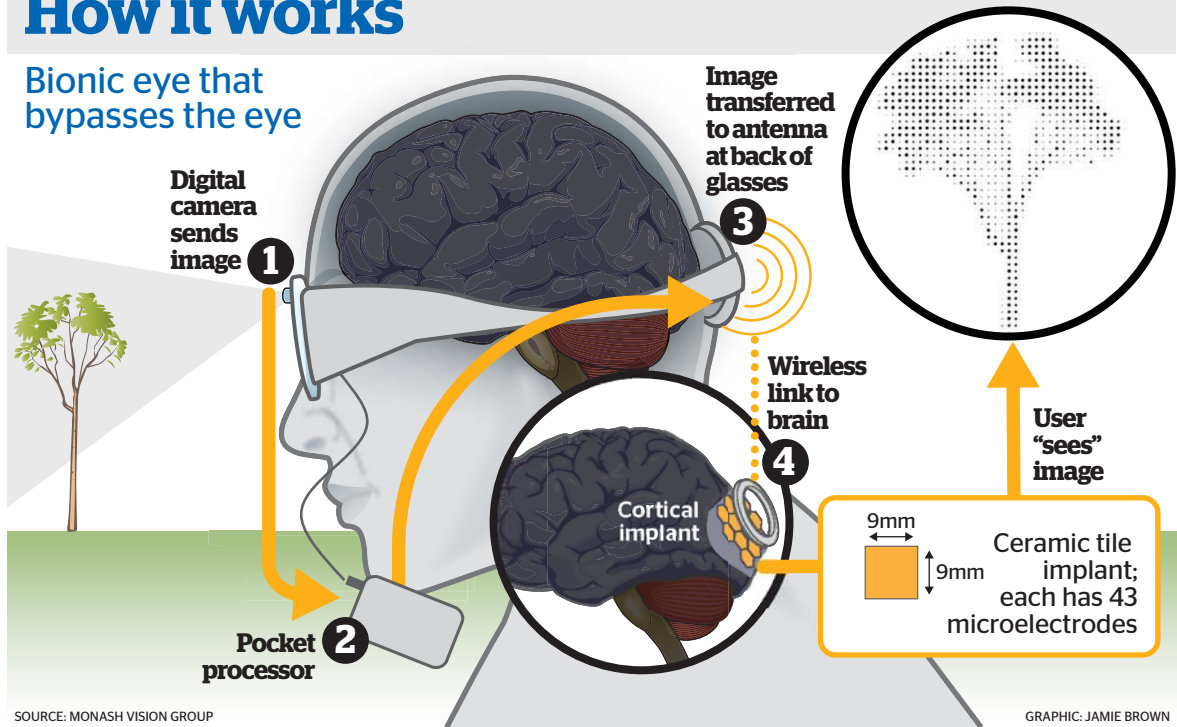 How it works
Bionic eye that
bypasses the eye
Digital
camera
sends
image
1
Pocket
processor
2
Image
transferred
to antenna
at back of
glasses
3
Wireless
link to
brain
4
Cortical
implant
User
“sees”
image
9mm
9mm
Ceramic tile
implant;
each has 43
microelectrodes
SOURCE: MONASH VISION GROUP
GRAPHIC: JAMIE BROWN